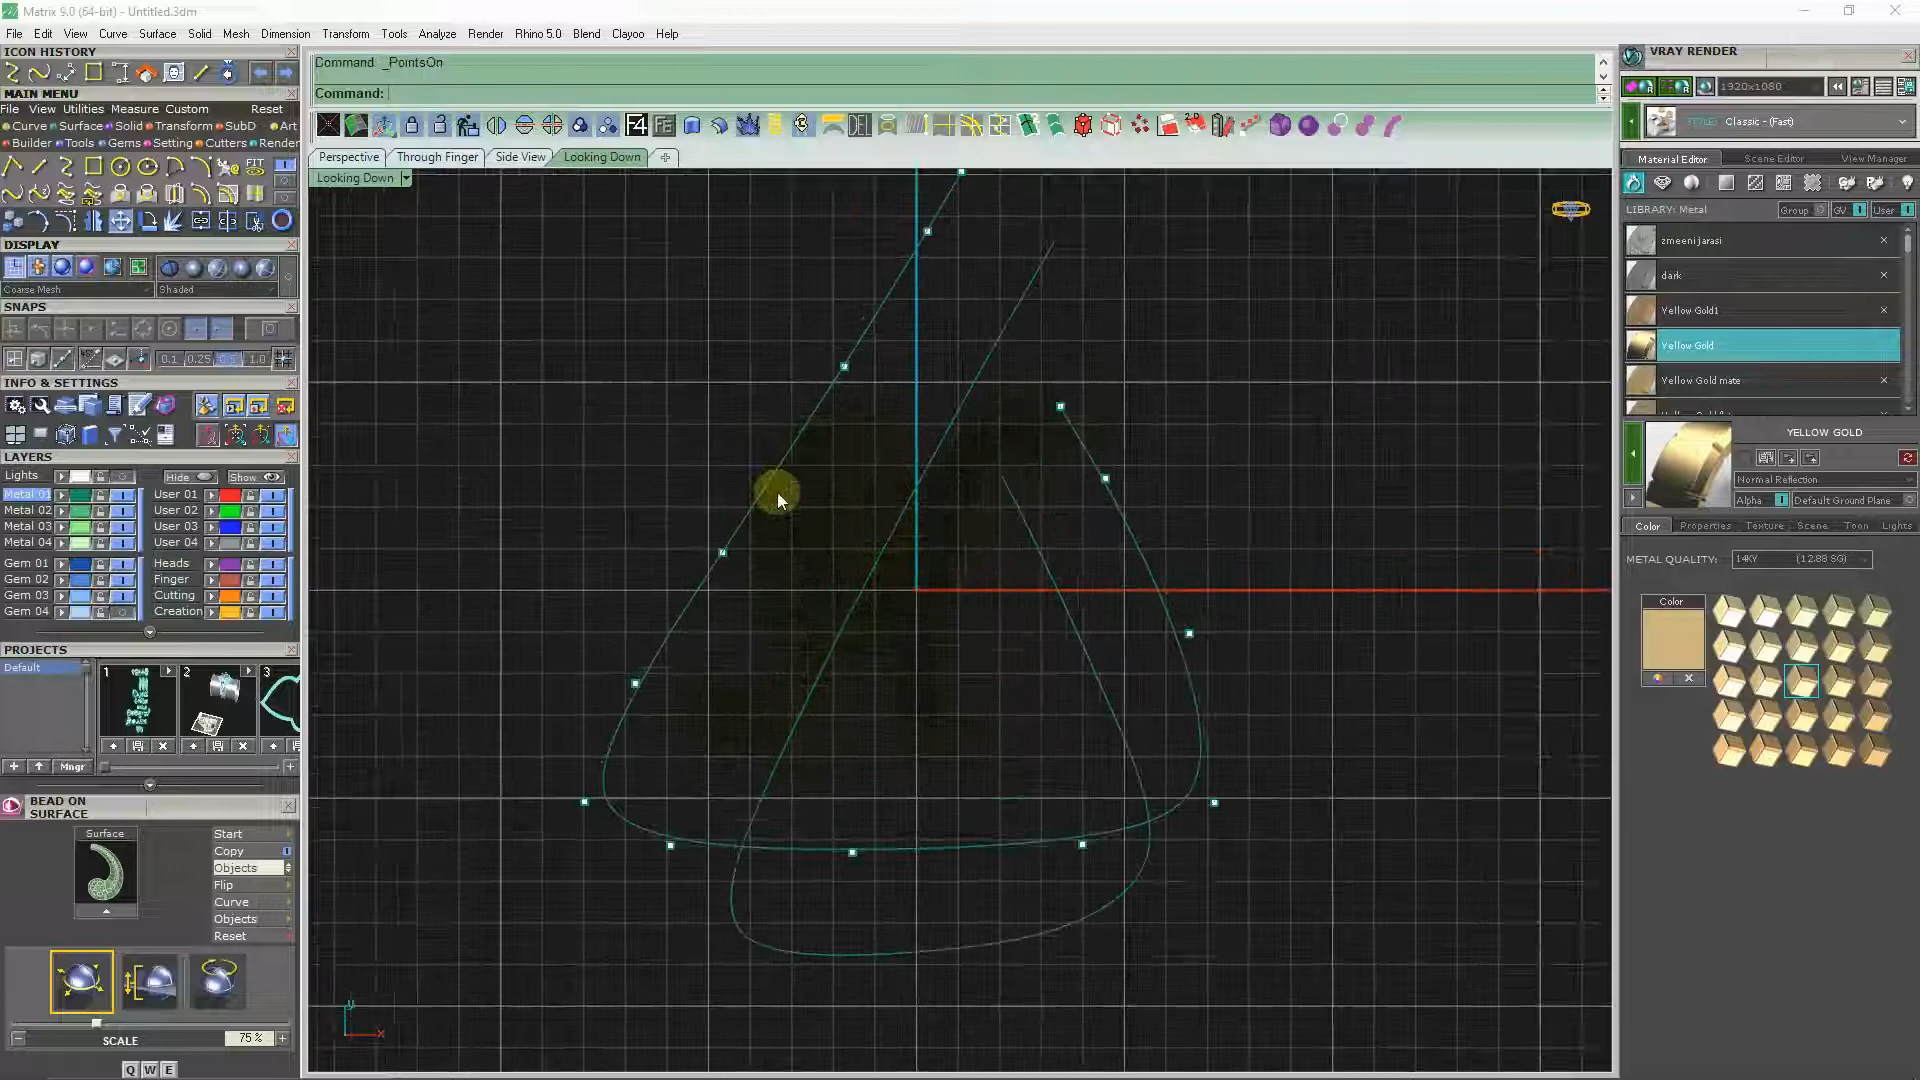 Matrix 9.0 (64-bit) - Untitled.3dm
File Edit View Curve Surface Solid Mesh Dimension Transform Tools Analyze Render Rhino 5.0 Blend Clayoo Help
ICON HISTORY
MAIN MENU
File View Utilities Measure Custom Reset
Curve Surface Solid Transform SubD Art
Builder Tools Gems Setting Cutters Render
FIT
DISPLAY
Coarse Mesh Shaded
SNAPS
0.1 0.25 1.0
INFO & SETTINGS
LAYERS
Lights Hide Show
Metal 01 User 01
Metal 02 User 02
Metal 03 User 03
Metal 04 User 04
Gem 01 Heads
Gem 02 Finger
Gem 03 Cutting
Gem 04 Creation
PROJECTS
Default 1 2 3
Mngr
BEAD ON
SURFACE
Surface Start
Copy
Objects
Flip
Curve
Objects
Reset
SCALE 75 %
Q W E
Command: _PointsOn
Command:
F4
Perspective Through Finger Side View Looking Down
Looking Down
y
x
VRAY RENDER
1920x1080
STYLE: Classic - (Fast)
Material Editor Scene Editor View Manager
LIBRARY: Metal Group GV User
zmeeni jarasi
dark
Yellow Gold1
Yellow Gold
Yellow Gold mate
YELLOW GOLD
Normal Reflection
Alpha Default Ground Plane
Color Properties Texture Scene Toon Lights
METAL QUALITY: 14KY (12.88 SG)
Color